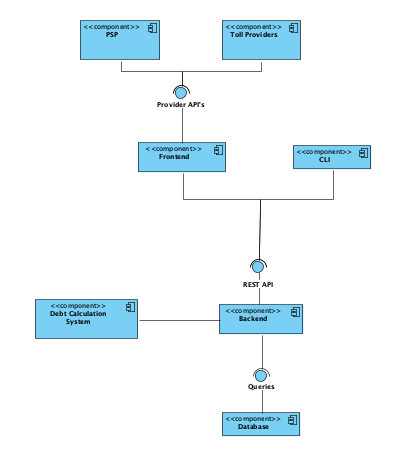 <<component>>
PSP
<<component>>
Toll Providers
Provider API's
<<component>>
Frontend
<<component>>
CLI
REST API
<<component>>
Debt Calculation
System
<<component>>
Backend
Queries
<<component>>
Database